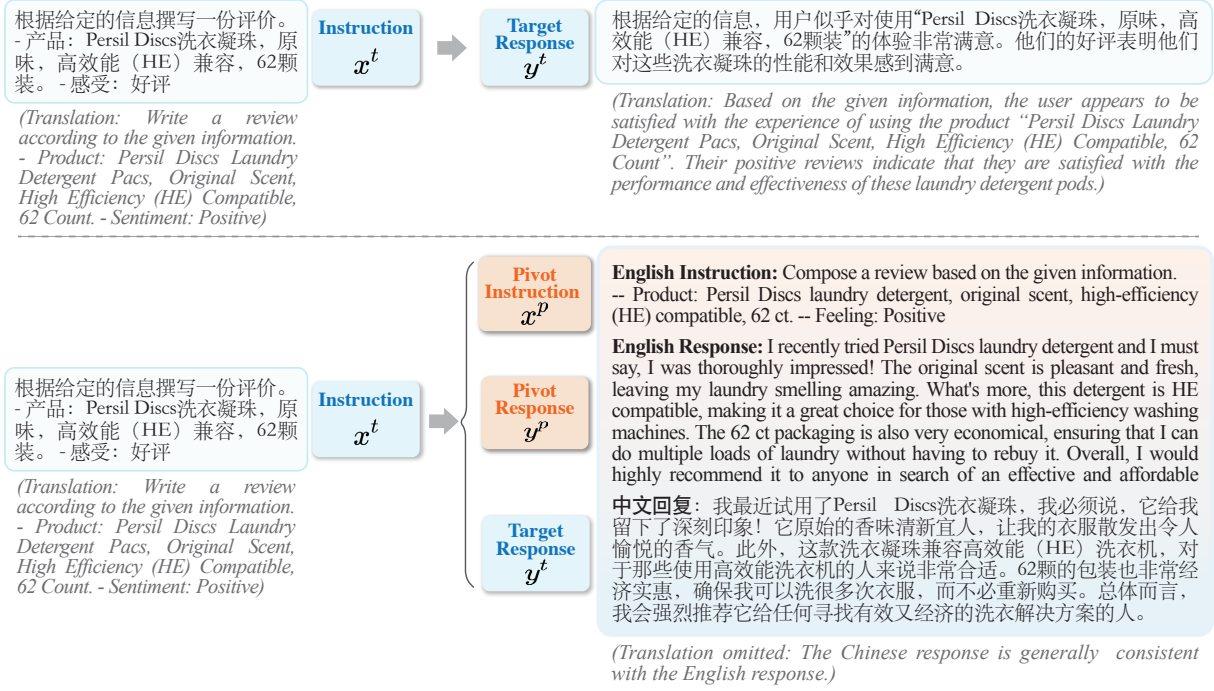 根据给定的信息撰写一份评价。
- 产品：Persil Discs洗衣凝珠，原
味，高效能（HE）兼容，62颗
装。 - 感受：好评
(Translation: Write a review
according to the given information.
- Product: Persil Discs Laundry
Detergent Pacs, Original Scent,
High Efficiency (HE) Compatible,
62 Count. - Sentiment: Positive)
Instruction
x^t
Target
Response
y^t
根据给定的信息，用户似乎对使用“Persil Discs洗衣凝珠，原味，高
效能（HE）兼容，62颗装”的体验非常满意。他们的好评表明他们
对这些洗衣凝珠的性能和效果感到满意。
(Translation: Based on the given information, the user appears to be
satisfied with the experience of using the product “Persil Discs Laundry
Detergent Pacs, Original Scent, High Efficiency (HE) Compatible, 62
Count”. Their positive reviews indicate that they are satisfied with the
performance and effectiveness of these laundry detergent pods.)
根据给定的信息撰写一份评价。
- 产品：Persil Discs洗衣凝珠，原
味，高效能（HE）兼容，62颗
装。 - 感受：好评
(Translation: Write a review
according to the given information.
- Product: Persil Discs Laundry
Detergent Pacs, Original Scent,
High Efficiency (HE) Compatible,
62 Count. - Sentiment: Positive)
Instruction
x^t
Pivot
Instruction
x^p
Pivot
Response
y^p
Target
Response
y^t
English Instruction: Compose a review based on the given information.
-- Product: Persil Discs laundry detergent, original scent, high-efficiency
(HE) compatible, 62 ct. -- Feeling: Positive
English Response: I recently tried Persil Discs laundry detergent and I must
say, I was thoroughly impressed! The original scent is pleasant and fresh,
leaving my laundry smelling amazing. What's more, this detergent is HE
compatible, making it a great choice for those with high-efficiency washing
machines. The 62 ct packaging is also very economical, ensuring that I can
do multiple loads of laundry without having to rebuy it. Overall, I would
highly recommend it to anyone in search of an effective and affordable
中文回复：我最近试用了Persil Discs洗衣凝珠，我必须说，它给我
留下了深刻印象！它原始的香味清新宜人，让我的衣服散发出令人
愉悦的香气。此外，这款洗衣凝珠兼容高效能（HE）洗衣机，对
于那些使用高效能洗衣机的人来说非常合适。62颗的包装也非常经
济实惠，确保我可以洗很多次衣服，而不必重新购买。总体而言，
我会强烈推荐它给任何寻找有效又经济的洗衣解决方案的人。
(Translation omitted: The Chinese response is generally consistent
with the English response.)